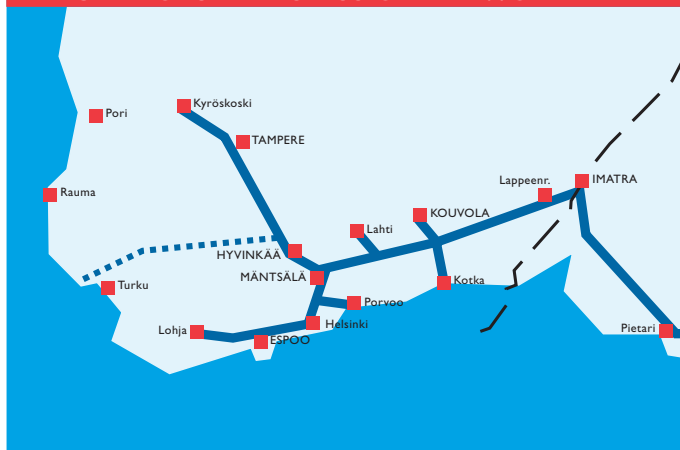 Kyröskoski
Pori
TAMPERE
Lappeenr.
IMATRA
Rauma
KOUVOLA
Lahti
HYVINKÄÄ
MÄNTSÄLÄ
Kotka
Turku
Porvoo
Helsinki
Pietari
Lohja
ESPOO